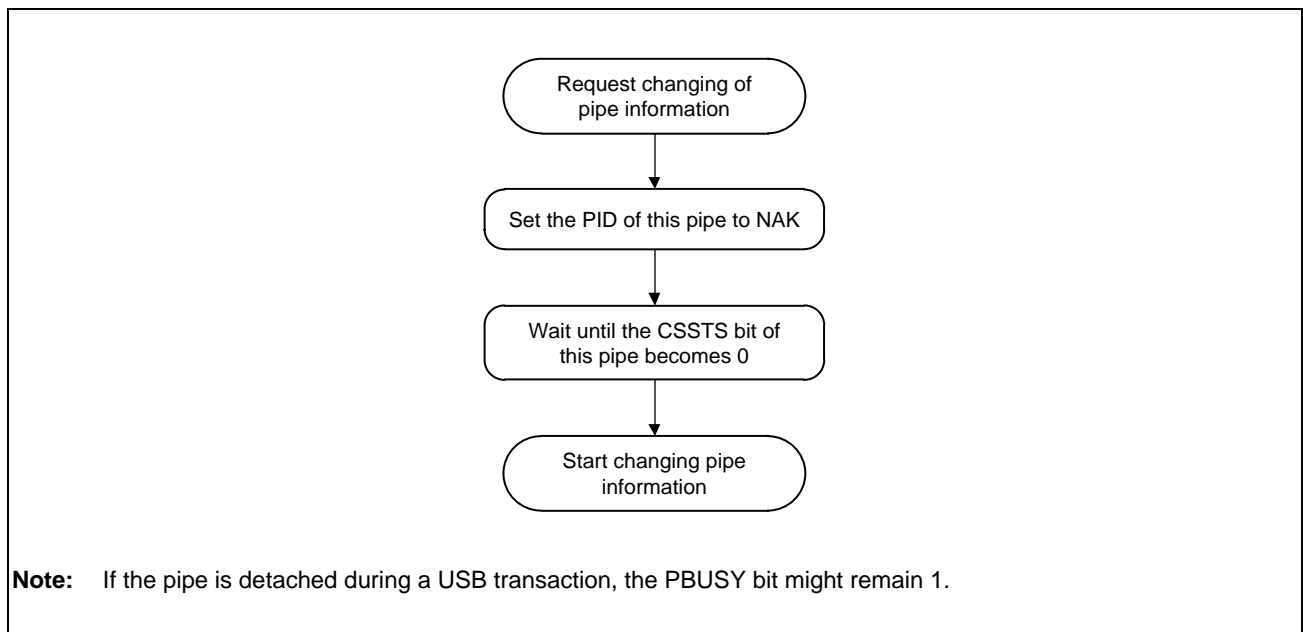 Request changing of
pipe information
Set the PID of this pipe to NAK
Wait until the CSSTS bit of
this pipe becomes 0
Start changing pipe
information
Note: If the pipe is detached during a USB transaction, the PBUSY bit might remain 1.